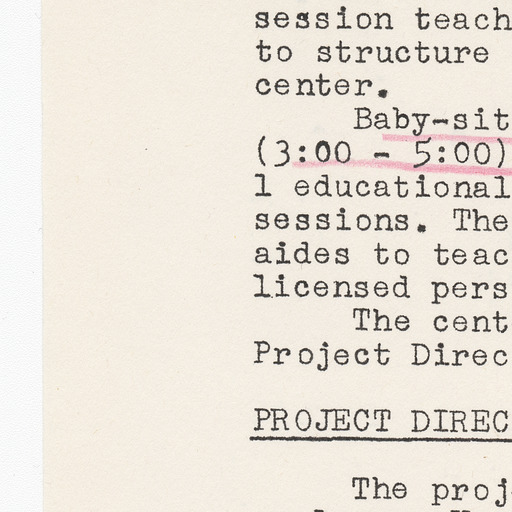 session teach
to structure
center.
Baby-sit
(3:00 - 5:00)
1 educational
sessions. The
aides to teac
licensed pers
The cent
Project Direc
PROJECT DIREC
The proj